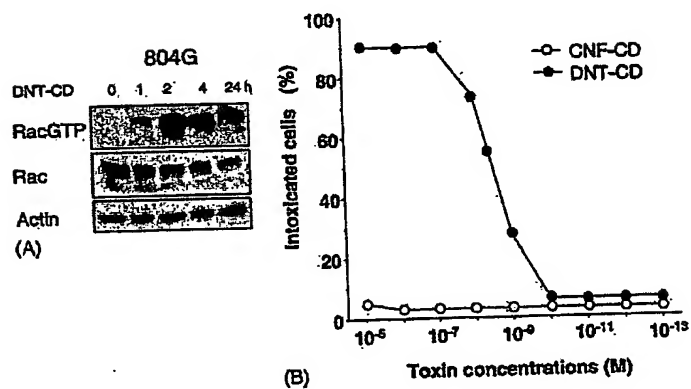 804G
DNT-CD 0 1 2 4 24h
RacGTP
Rac
Actin
(A)
100
80
60
40
20
0
Intoxicated cells (%)
CNF-CD
DNT-CD
10-5 10-7 10-9 10-11 10-13
Toxin concentrations (M)
(B)